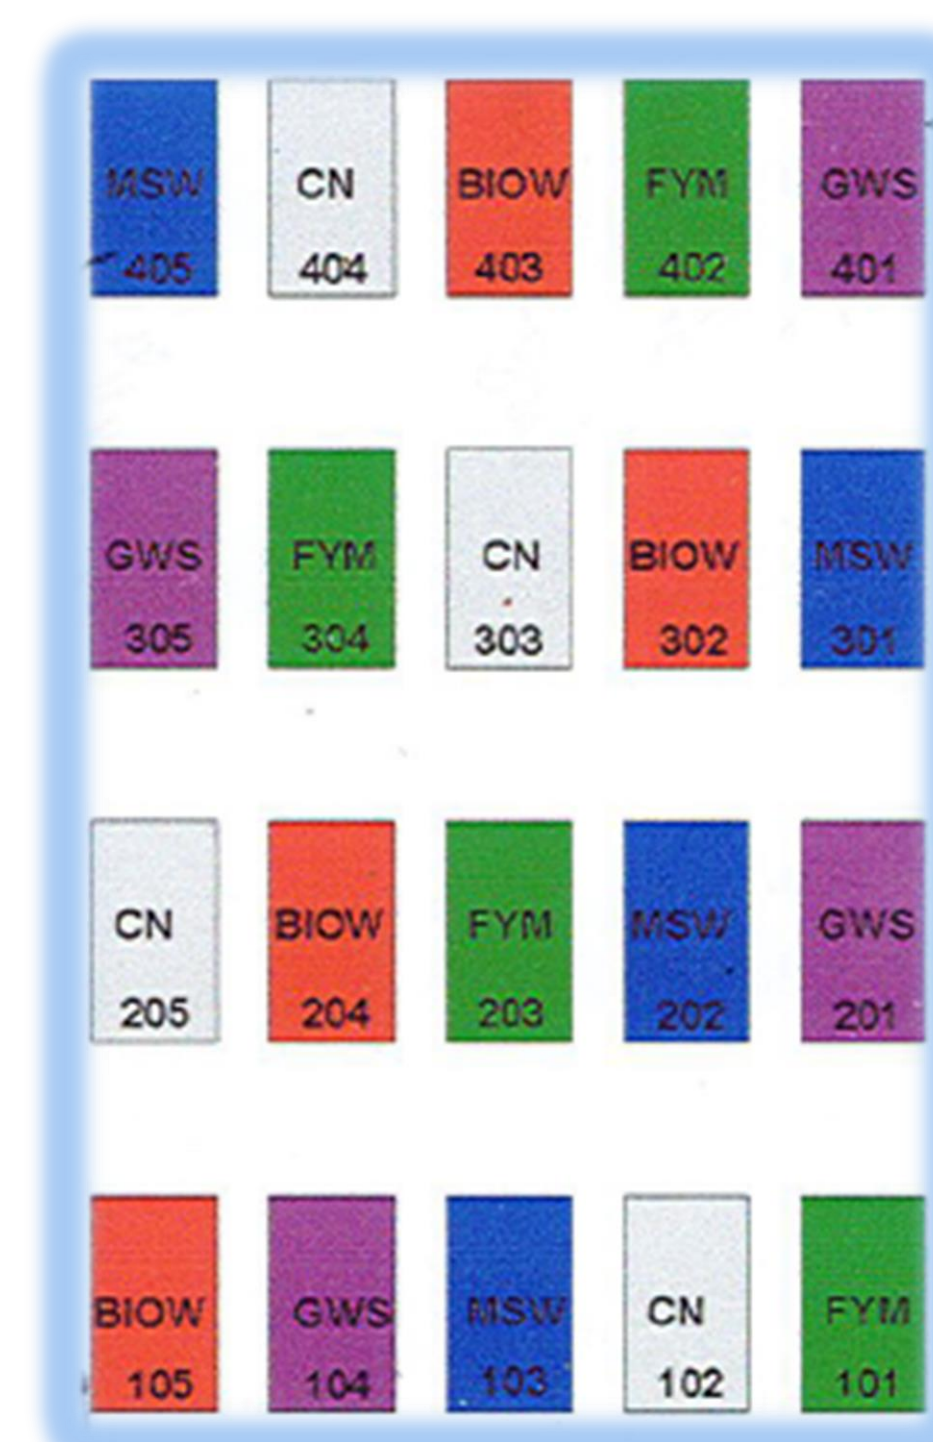 MSW CN BIOW FYM GWS
405 404 403 402 401
GWS FYM CN BIOW MSW
305 304 303 302 301
CN BIOW FYM MSW GWS
205 204 203 202 201
BIOW GWS MSW CN FYM
105 104 103 102 101